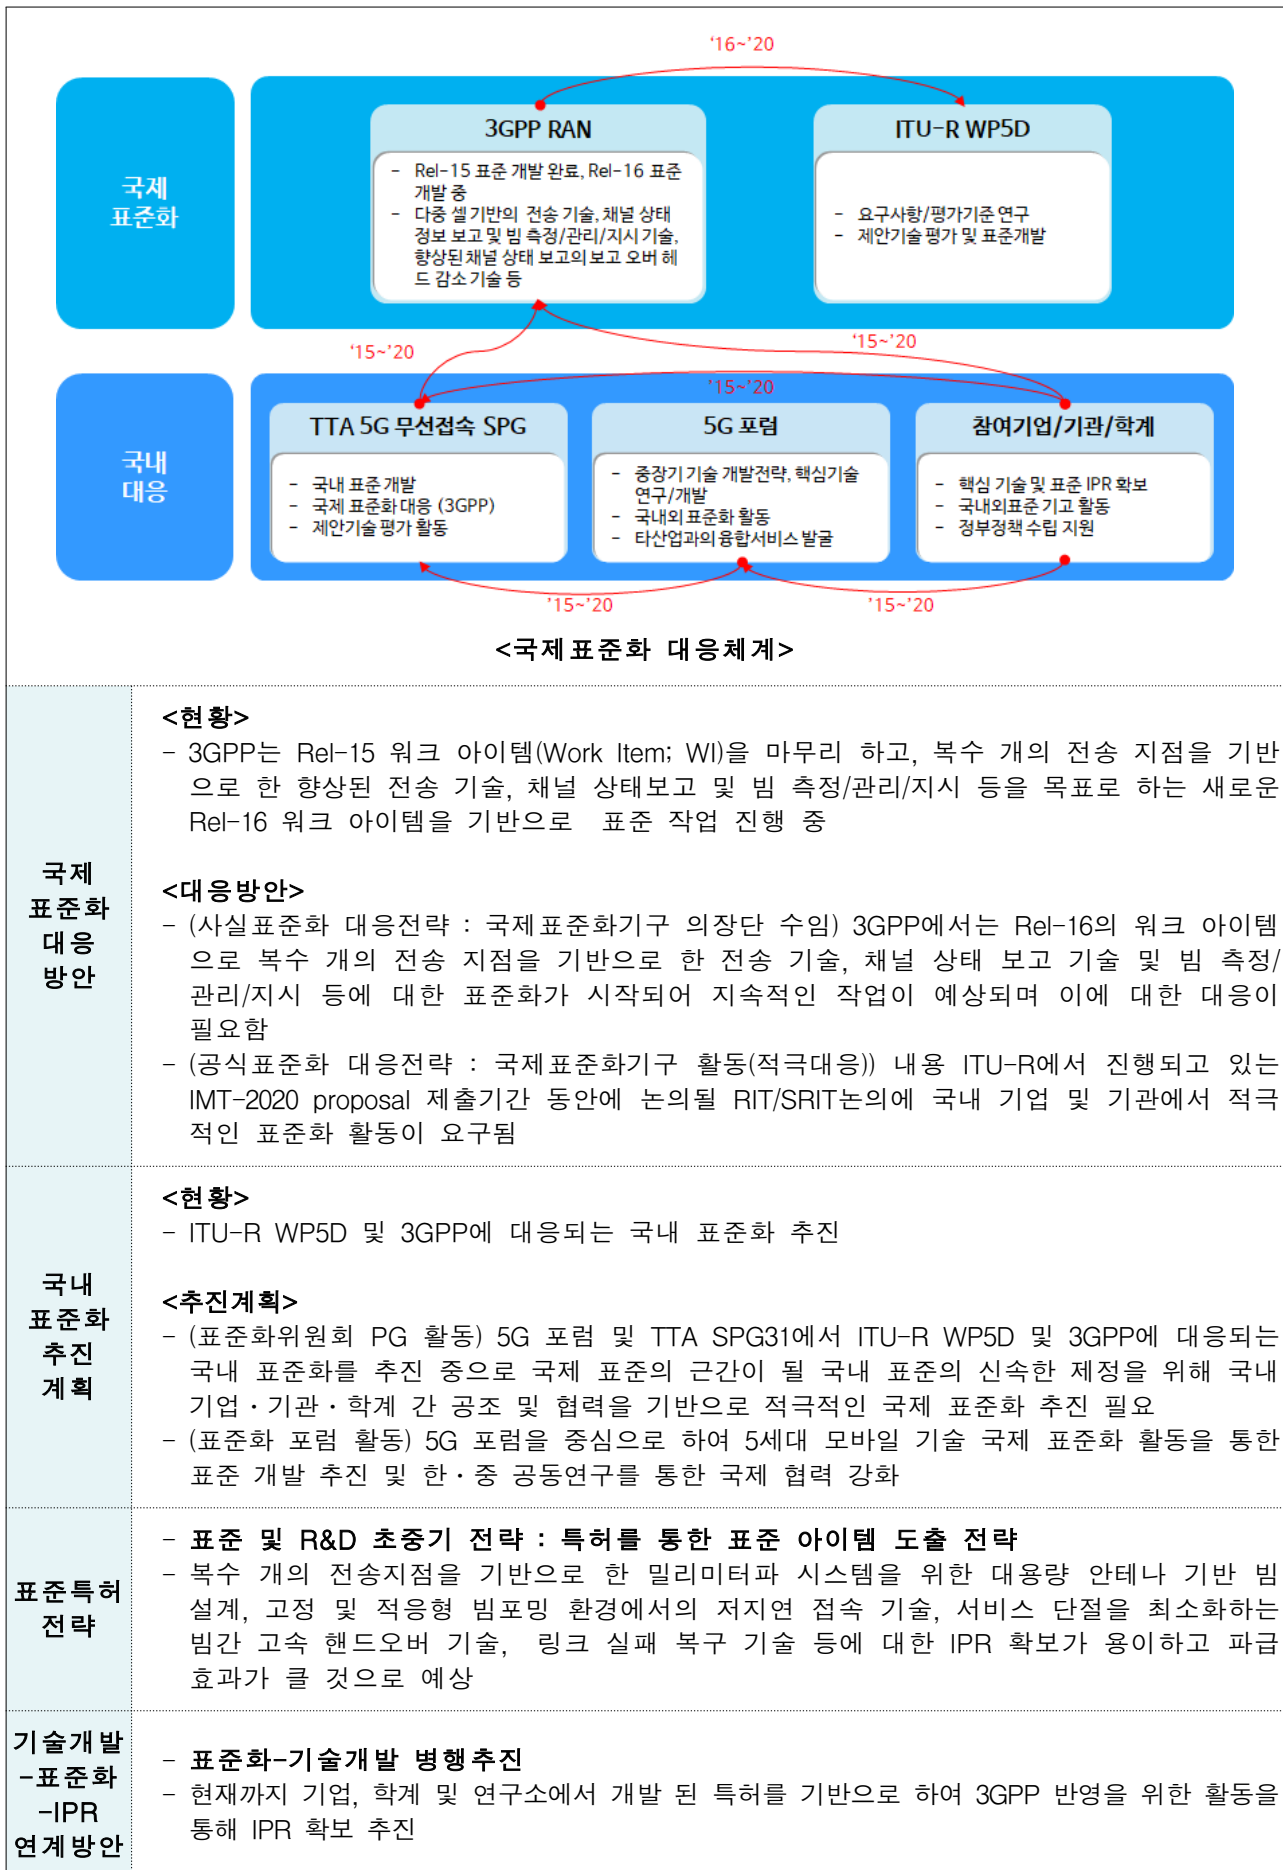 '16~'20
국제
표준화
3GPP RAN
- Rel-15 표준 개발 완료, Rel-16 표준
개발 중
- 다중 셀 기반의 전송 기술, 채널 상태
정보 보고 및 빔 측정/관리/지시 기술,
향상된 채널 상태 보고의 보고 오버 헤
드 감소 기술 등
ITU-R WP5D
- 요구사항/평가기준 연구
- 제안기술 평가 및 표준개발
'15~'20
'15~'20
'15~'20
국내
대응
TTA 5G 무선접속 SPG
- 국내 표준 개발
- 국제 표준화 대응 (3GPP)
- 제안기술 평가 활동
5G 포럼
- 중장기 기술 개발전략, 핵심기술
연구/개발
- 국내외 표준화 활동
- 타산업과의 융합서비스 발굴
참여기업/기관/학계
- 핵심 기술 및 표준 IPR 확보
- 국내외표준 기고 활동
- 정부정책 수립 지원
'15~'20
'15~'20
<국제표준화 대응체계>
국제
표준화
대응
방안
<현황>
- 3GPP는 Rel-15 워크 아이템(Work Item; WI)을 마무리 하고, 복수 개의 전송 지점을 기반
으로 한 향상된 전송 기술, 채널 상태보고 및 빔 측정/관리/지시 등을 목표로 하는 새로운
Rel-16 워크 아이템을 기반으로 표준 작업 진행 중
<대응방안>
- (사실표준화 대응전략 : 국제표준화기구 의장단 수임) 3GPP에서는 Rel-16의 워크 아이템
으로 복수 개의 전송 지점을 기반으로 한 전송 기술, 채널 상태 보고 기술 및 빔 측정/
관리/지시 등에 대한 표준화가 시작되어 지속적인 작업이 예상되며 이에 대한 대응이
필요함
- (공식표준화 대응전략 : 국제표준화기구 활동(적극대응)) 내용 ITU-R에서 진행되고 있는
IMT-2020 proposal 제출기간 동안에 논의될 RIT/SRIT논의에 국내 기업 및 기관에서 적극
적인 표준화 활동이 요구됨
국내
표준화
추진
계획
<현황>
- ITU-R WP5D 및 3GPP에 대응되는 국내 표준화 추진
<추진계획>
- (표준화위원회 PG 활동) 5G 포럼 및 TTA SPG31에서 ITU-R WP5D 및 3GPP에 대응되는
국내 표준화를 추진 중으로 국제 표준의 근간이 될 국내 표준의 신속한 제정을 위해 국내
기업·기관·학계 간 공조 및 협력을 기반으로 적극적인 국제 표준화 추진 필요
- (표준화 포럼 활동) 5G 포럼을 중심으로 하여 5세대 모바일 기술 국제 표준화 활동을 통한
표준 개발 추진 및 한·중 공동연구를 통한 국제 협력 강화
표준특허
전략
- 표준 및 R&D 초중기 전략 : 특허를 통한 표준 아이템 도출 전략
- 복수 개의 전송지점을 기반으로 한 밀리미터파 시스템을 위한 대용량 안테나 기반 빔
설계, 고정 및 적응형 빔포밍 환경에서의 저지연 접속 기술, 서비스 단절을 최소화하는
빔간 고속 핸드오버 기술, 링크 실패 복구 기술 등에 대한 IPR 확보가 용이하고 파급
효과가 클 것으로 예상
기술개발
-표준화
-IPR
연계방안
- 표준화-기술개발 병행추진
- 현재까지 기업, 학계 및 연구소에서 개발 된 특허를 기반으로 하여 3GPP 반영을 위한 활동을
통해 IPR 확보 추진